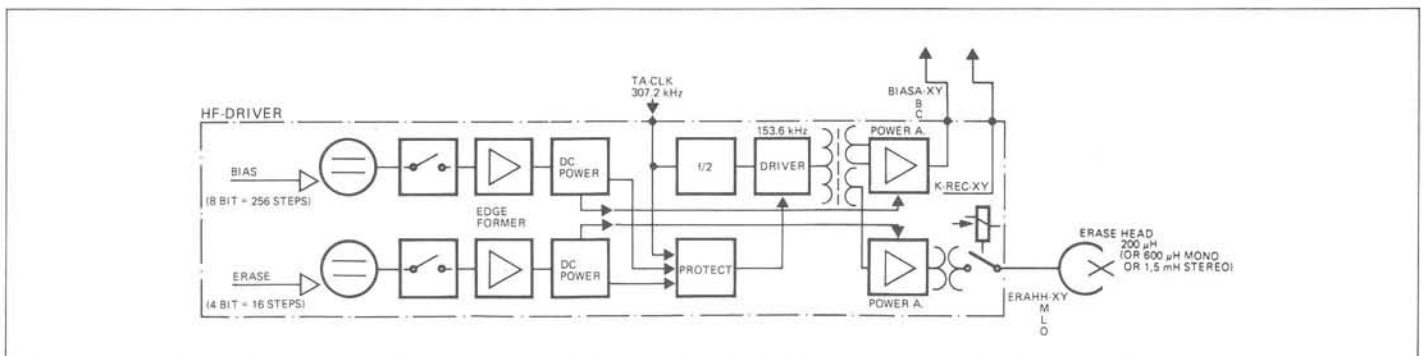 TA-CLK
307.2 kHz
BIASA-XY
B
C
HF-DRIVER
153.6 kHz
POWER A.
BIAS
(8 BIT = 256 STEPS)
DC
POWER
f/2
DRIVER
K-REC-XY
EDGE
FORMER
ERASE HEAD
200 µH
(OR 600 µH MONO
OR 1,5 mH STEREO)
ERASE
(4 BIT = 16 STEPS)
DC
POWER
PROTECT
POWER A.
ERAHH-XY
M
L
O